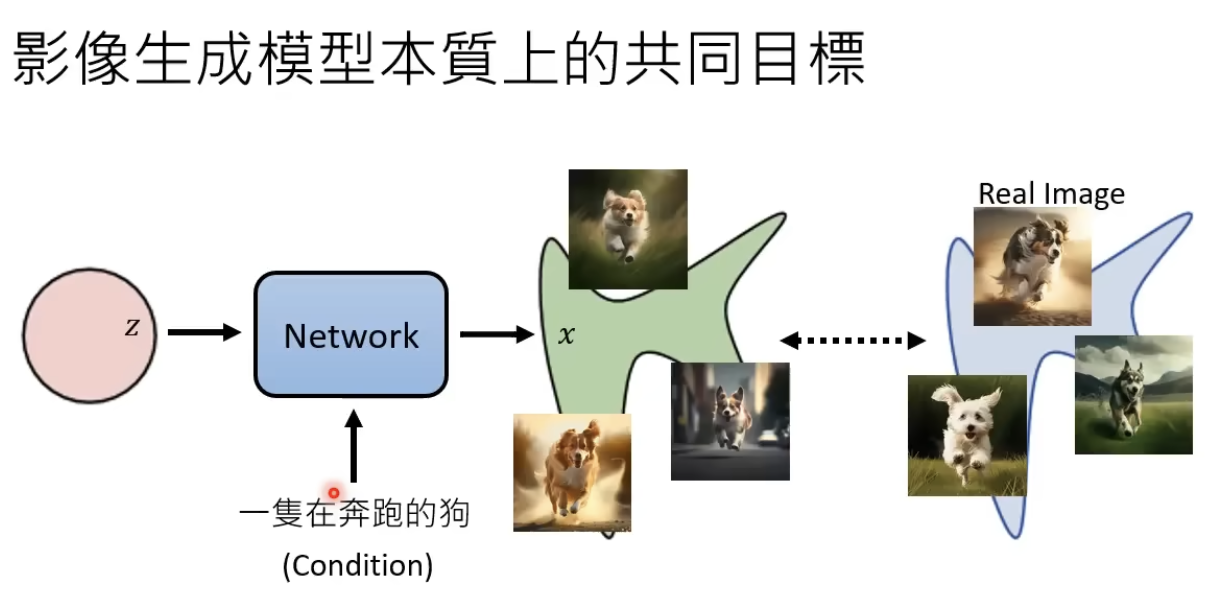 影像生成模型本質上的共同目標
Real Image
z
Network
x
一隻在奔跑的狗
(Condition)